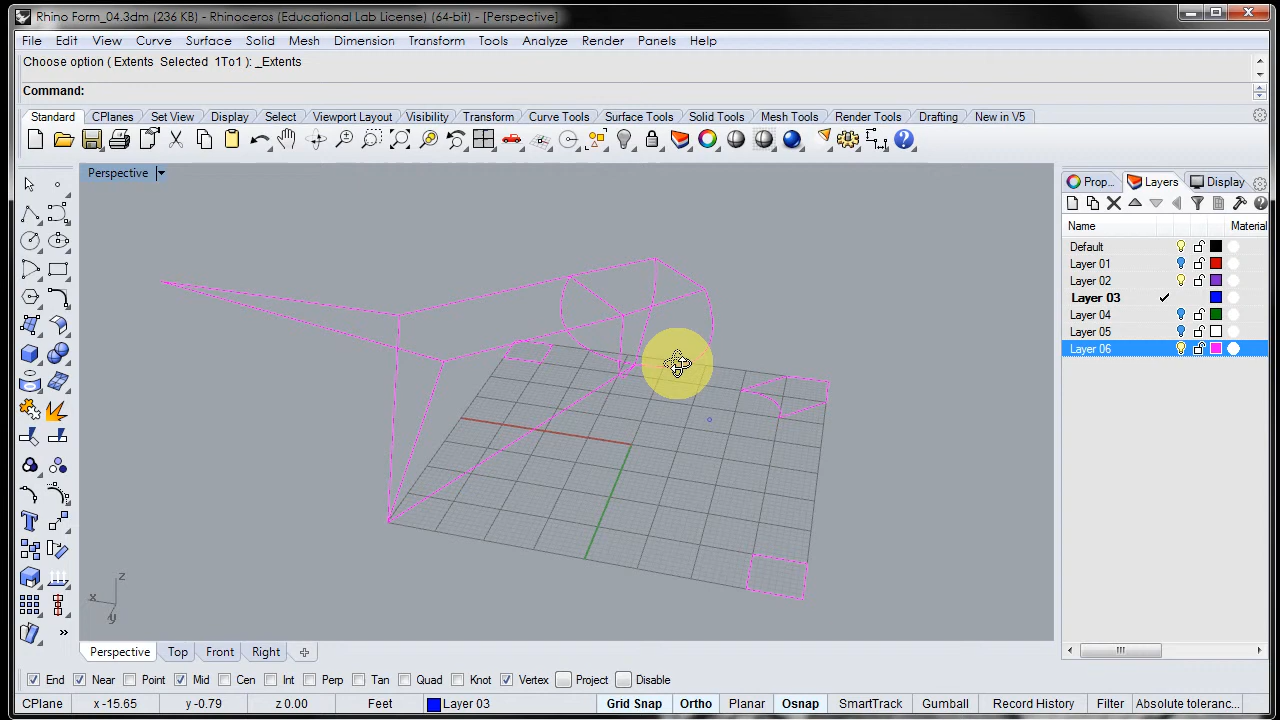 Rhino Form_04.3dm (236 KB) - Rhinoceros (Educational Lab License) (64-bit) - [Perspective]
File Edit View Curve Surface Solid Mesh Dimension Transform Tools Analyze Render Panels Help
Choose option ( Extents Selected 1To1 ): _Extents
Command:
Standard CPlanes Set View Display Select Viewport Layout Visibility Transform Curve Tools Surface Tools Solid Tools Mesh Tools Render Tools Drafting New in V5
Perspective
Prop... Layers Display
Name Material
Default
Layer 01
Layer 02
Layer 03
Layer 04
Layer 05
Layer 06
z
x
y
Perspective Top Front Right
End Near Point Mid Cen Int Perp Tan Quad Knot Vertex Project Disable
CPlane x -15.65 y -0.79 z 0.00 Feet Layer 03 Grid Snap Ortho Planar Osnap SmartTrack Gumball Record History Filter Absolute toleranc...